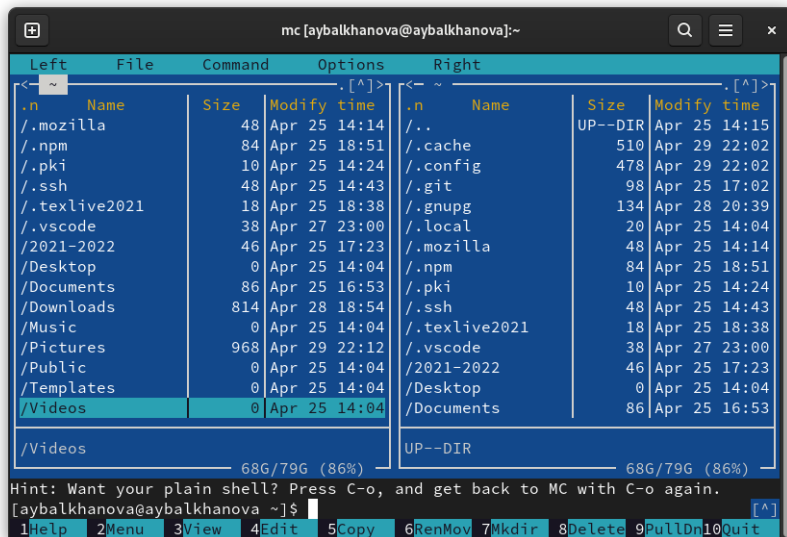 mc [aybalkhanova@aybalkhanova]:~
Left File Command Options Right
<- ~ .[^]> <- ~ .[^]>
.n Name Size Modify time .n Name Size Modify time
/.mozilla 48 Apr 25 14:14 /.. UP--DIR Apr 25 14:15
/.npm 84 Apr 25 18:51 /.cache 510 Apr 29 22:02
/.pki 10 Apr 25 14:24 /.config 478 Apr 29 22:02
/.ssh 48 Apr 25 14:43 /.git 98 Apr 25 17:02
/.texlive2021 18 Apr 25 18:38 /.gnupg 134 Apr 28 20:39
/.vscode 38 Apr 27 23:00 /.local 20 Apr 25 14:04
/2021-2022 46 Apr 25 17:23 /.mozilla 48 Apr 25 14:14
/Desktop 0 Apr 25 14:04 /.npm 84 Apr 25 18:51
/Documents 86 Apr 25 16:53 /.pki 10 Apr 25 14:24
/Downloads 814 Apr 28 18:54 /.ssh 48 Apr 25 14:43
/Music 0 Apr 25 14:04 /.texlive2021 18 Apr 25 18:38
/Pictures 968 Apr 29 22:12 /.vscode 38 Apr 27 23:00
/Public 0 Apr 25 14:04 /2021-2022 46 Apr 25 17:23
/Templates 0 Apr 25 14:04 /Desktop 0 Apr 25 14:04
/Videos 0 Apr 25 14:04 /Documents 86 Apr 25 16:53
/Videos UP--DIR
68G/79G (86%) 68G/79G (86%)
Hint: Want your plain shell? Press C-o, and get back to MC with C-o again.
[aybalkhanova@aybalkhanova ~]$ [^]
1Help 2Menu 3View 4Edit 5Copy 6RenMov 7Mkdir 8Delete 9PullDn 10Quit